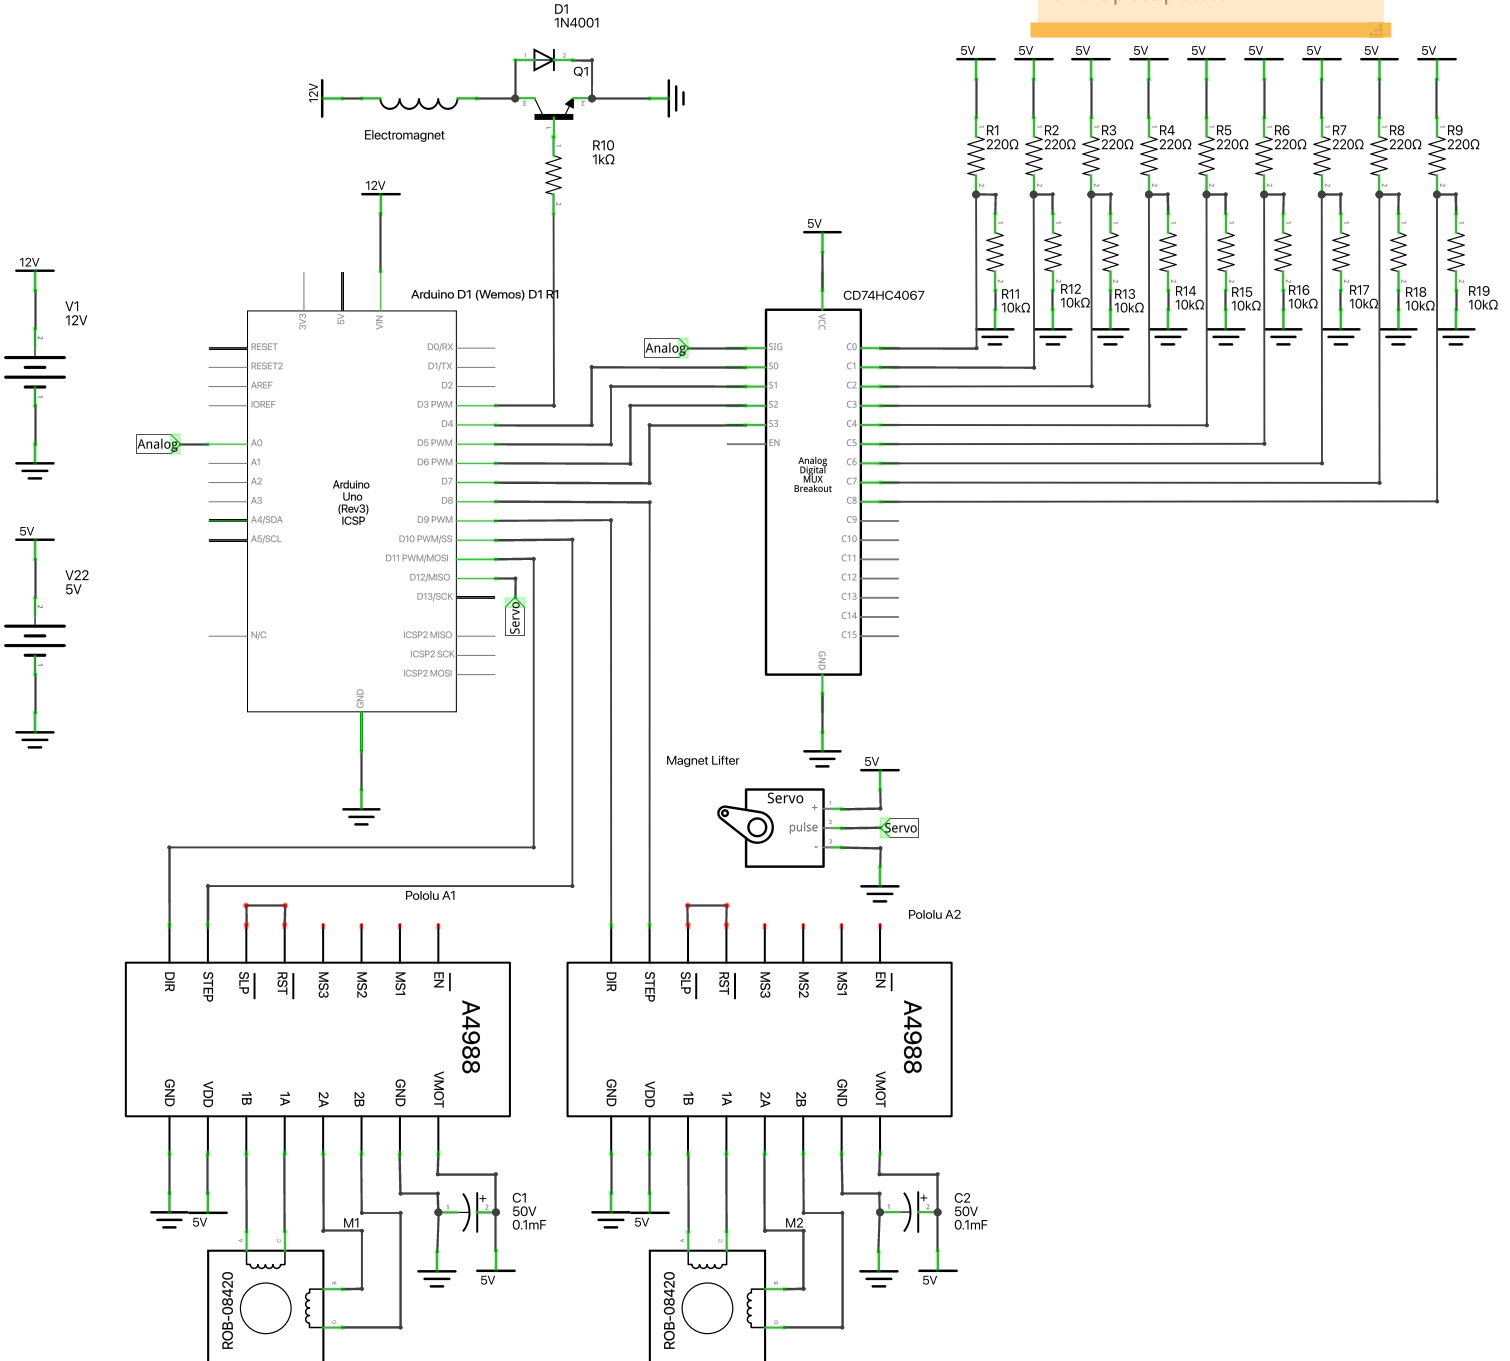 D1
1N4001
Q1
12V
Electromagnet
R10
1kΩ
5V
5V
5V
5V
5V
5V
5V
5V
5V
R1
220Ω
R2
220Ω
R3
220Ω
R4
220Ω
R5
220Ω
R6
220Ω
R7
220Ω
R8
220Ω
R9
220Ω
R11
10kΩ
R12
10kΩ
R13
10kΩ
R14
10kΩ
R15
10kΩ
R16
10kΩ
R17
10kΩ
R18
10kΩ
R19
10kΩ
12V
V1
12V
5V
V22
5V
12V
Arduino D1 (Wemos) D1 R1
3V3
5V
VIN
RESET
RESET2
AREF
IOREF
Analog
A0
A1
A2
A3
A4/SDA
A5/SCL
N/C
Arduino
Uno
(Rev3)
ICSP
D0/RX
D1/TX
D2
D3 PWM
D4
D5 PWM
D6 PWM
D7
D8
D9 PWM
D10 PWM/SS
D11 PWM/MOSI
D12/MISO
D13/SCK
ICSP2 MISO
ICSP2 SCK
ICSP2 MOSI
GND
Servo
5V
CD74HC4067
VCC
Analog
SIG
S0
S1
S2
S3
EN
Analog
Digital
MUX
Breakout
C0
C1
C2
C3
C4
C5
C6
C7
C8
C9
C10
C11
C12
C13
C14
C15
GND
Magnet Lifter
5V
Servo
+
pulse
-
1
2
3
Servo
Pololu A1
DIR
STEP
SLP
RST
MS3
MS2
MS1
EN
A4988
GND
VDD
1B
1A
2A
2B
GND
VMOT
5V
M1
C1
50V
0.1mF
5V
ROB-08420
Pololu A2
DIR
STEP
SLP
RST
MS3
MS2
MS1
EN
A4988
GND
VDD
1B
1A
2A
2B
GND
VMOT
5V
M2
C2
50V
0.1mF
5V
ROB-08420